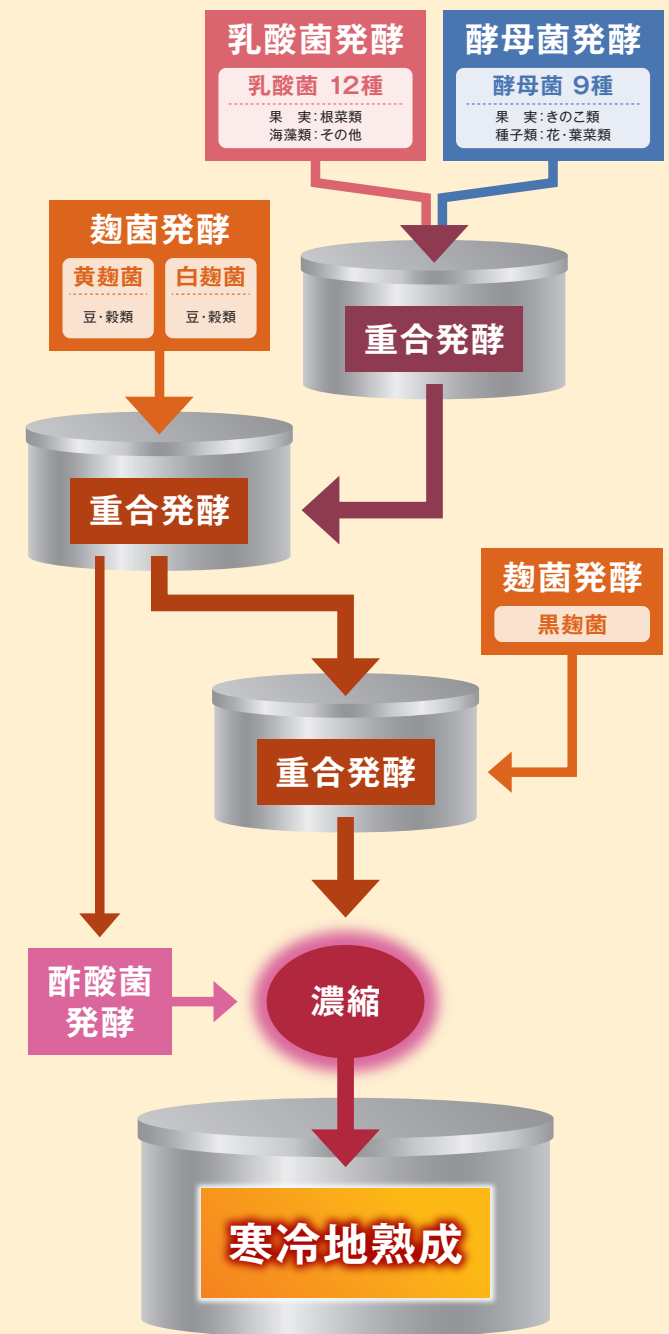 乳酸菌発酵
乳酸菌 12種
果　実:根菜類
海藻類:その他
酵母菌発酵
酵母菌 9種
果　実:きのこ類
種子類:花・葉菜類
麹菌発酵
黄麹菌
豆・穀類
白麹菌
豆・穀類
重合発酵
重合発酵
麹菌発酵
黒麹菌
重合発酵
酢酸菌
発酵
濃縮
寒冷地熟成